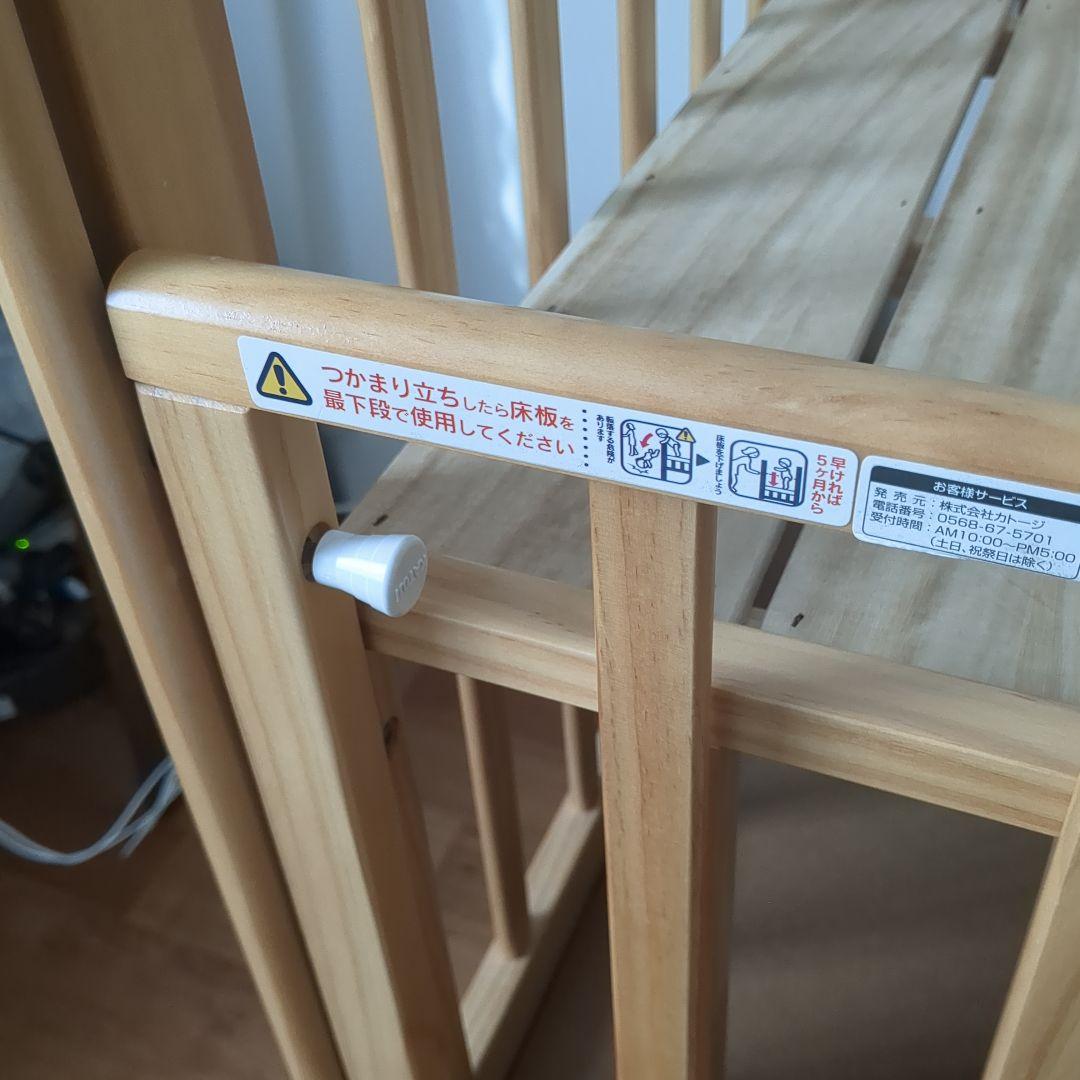 つかまり立ちしたら床板を
最下段で使用してください
転落する危険が
あります
床板を下げましょう
早ければ
5ヶ月から
お客様サービス
発売元：株式会社カトージ
電話番号：0568-67-5701
受付時間：AM10:00～PM5:00
（土日、祝祭日は除く）